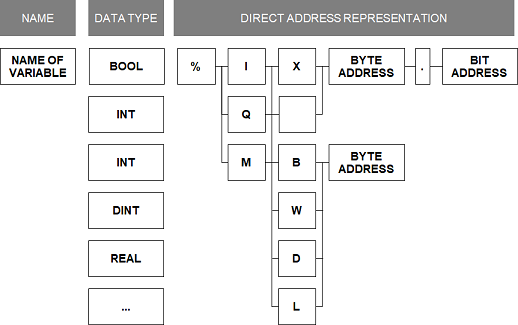 NAME DATA TYPE DIRECT ADDRESS REPRESENTATION
NAME OF
VARIABLE
BOOL % I X BYTE
ADDRESS . BIT
ADDRESS
INT Q
INT M B BYTE
ADDRESS
DINT W
REAL D
... L